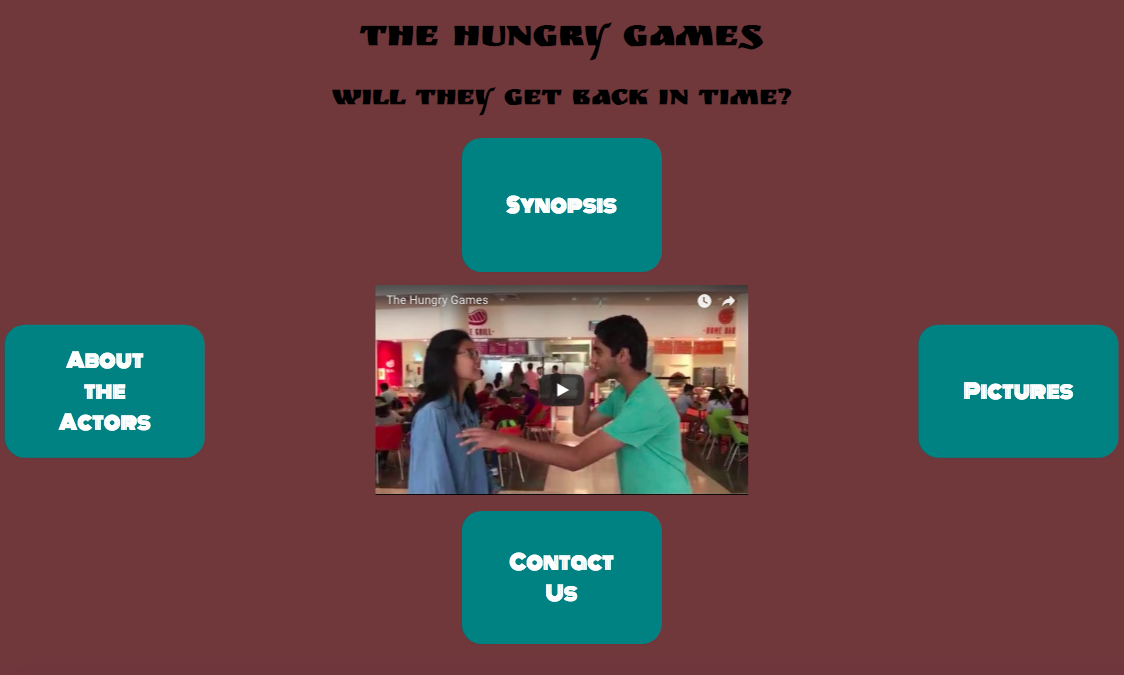 THE HUNGRY GAMES
WILL THEY GET BACK IN TIME?
SYNOPSIS
The Hungry Games
E GRILL
ABOUT
THE
ACTORS
PICTURES
CONTACT
US